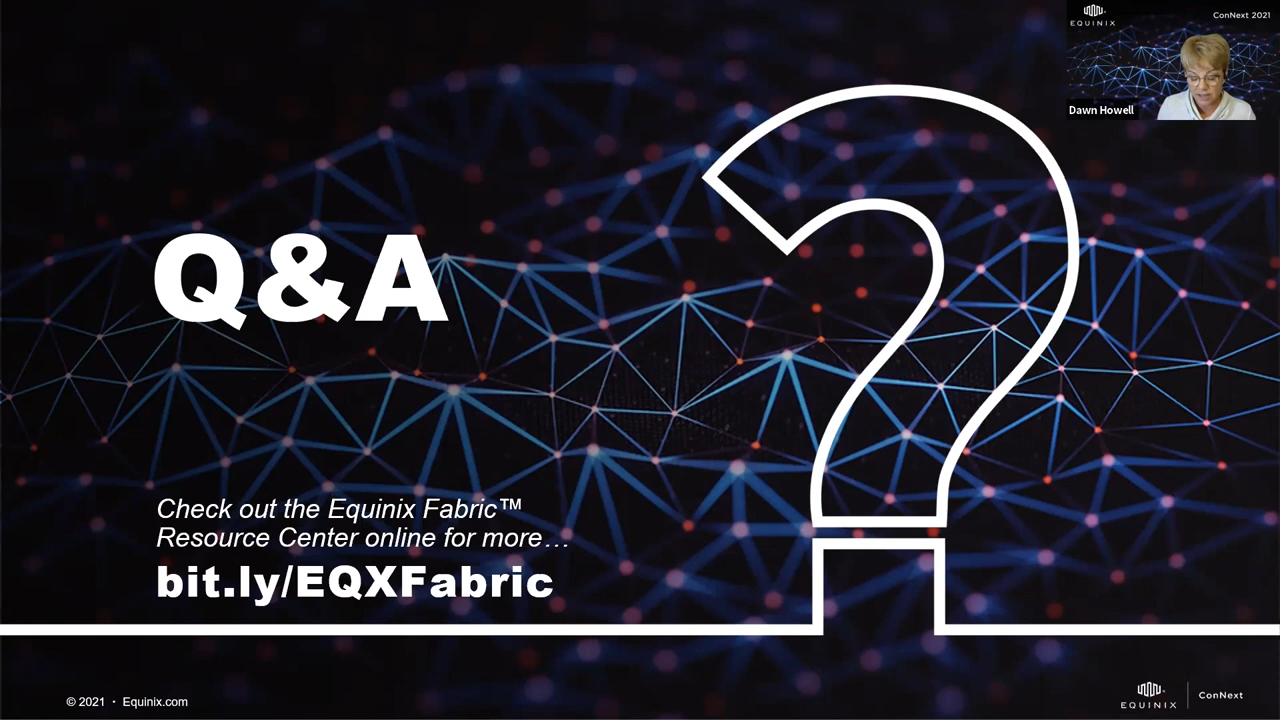 EQUINIX
ConNext 2021
Dawn Howell
Q&A
Check out the Equinix Fabric™
Resource Center online for more…
bit.ly/EQXFabric
© 2021 • Equinix.com
EQUINIX
ConNext